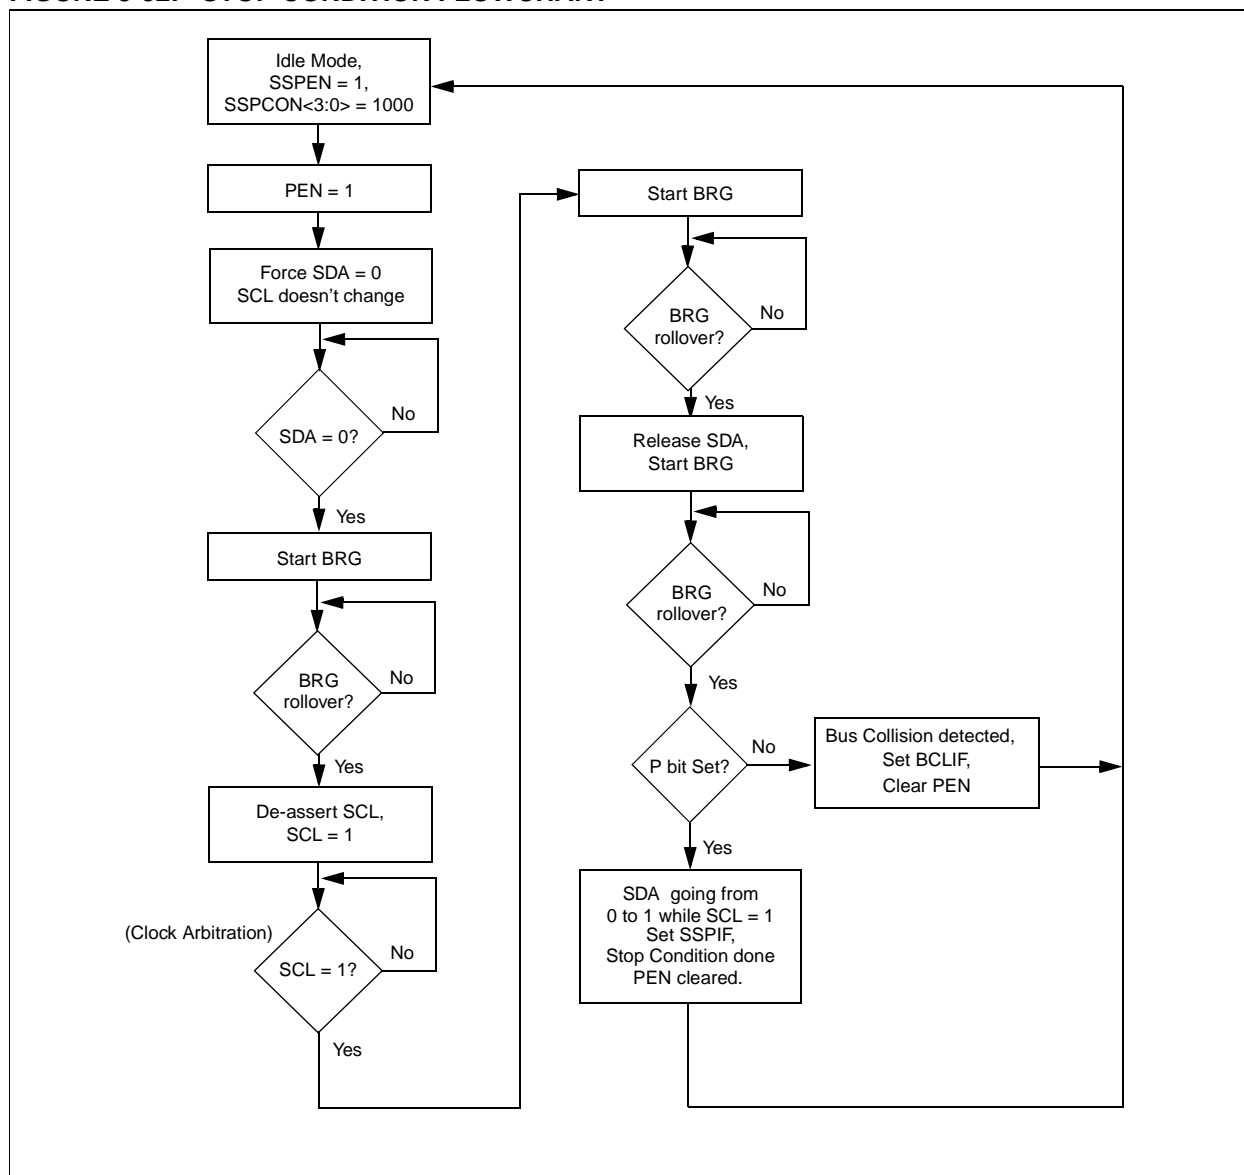 Idle Mode,
SSPEN = 1,
SSPCON<3:0> = 1000
PEN = 1
Force SDA = 0
SCL doesn't change
No
SDA = 0?
Yes
Start BRG
BRG
rollover?
No
Yes
De-assert SCL,
SCL = 1
(Clock Arbitration)
SCL = 1?
No
Yes
Start BRG
BRG
rollover?
No
Yes
Release SDA,
Start BRG
BRG
rollover?
No
Yes
P bit Set?
No
Bus Collision detected,
Set BCLIF,
Clear PEN
Yes
SDA going from
0 to 1 while SCL = 1
Set SSPIF,
Stop Condition done
PEN cleared.